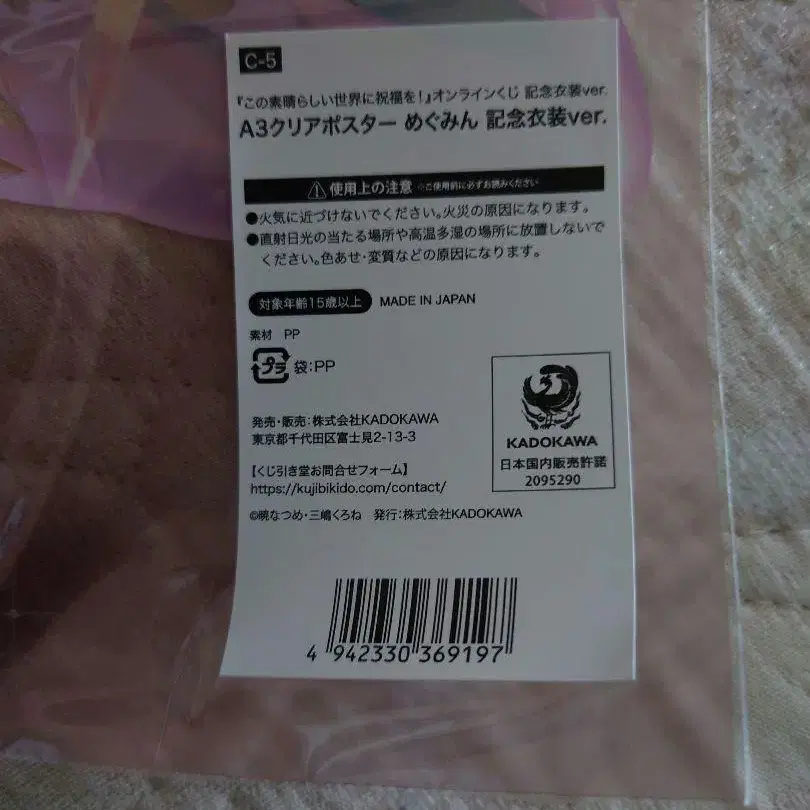 C-5
『この素晴らしい世界に祝福を!』オンラインくじ 記念衣装ver.
A3クリアポスター めぐみん 記念衣装ver.
使用上の注意 ※ご使用前に必ずお読みください
●火気に近づけないでください。火災の原因になります。
●直射日光の当たる場所や高温多湿の場所に放置しないで
ください。色あせ・変質などの原因になります。
対象年齢15歳以上 MADE IN JAPAN
素材 PP
プラ 袋:PP
発売・販売:株式会社KADOKAWA
東京都千代田区富士見2-13-3
【くじ引き堂お問合せフォーム】
https://kujibikido.com/contact/
©暁なつめ・三嶋くろね 発行:株式会社KADOKAWA
KADOKAWA
日本国内販売許諾
2095290
4 942330 369197